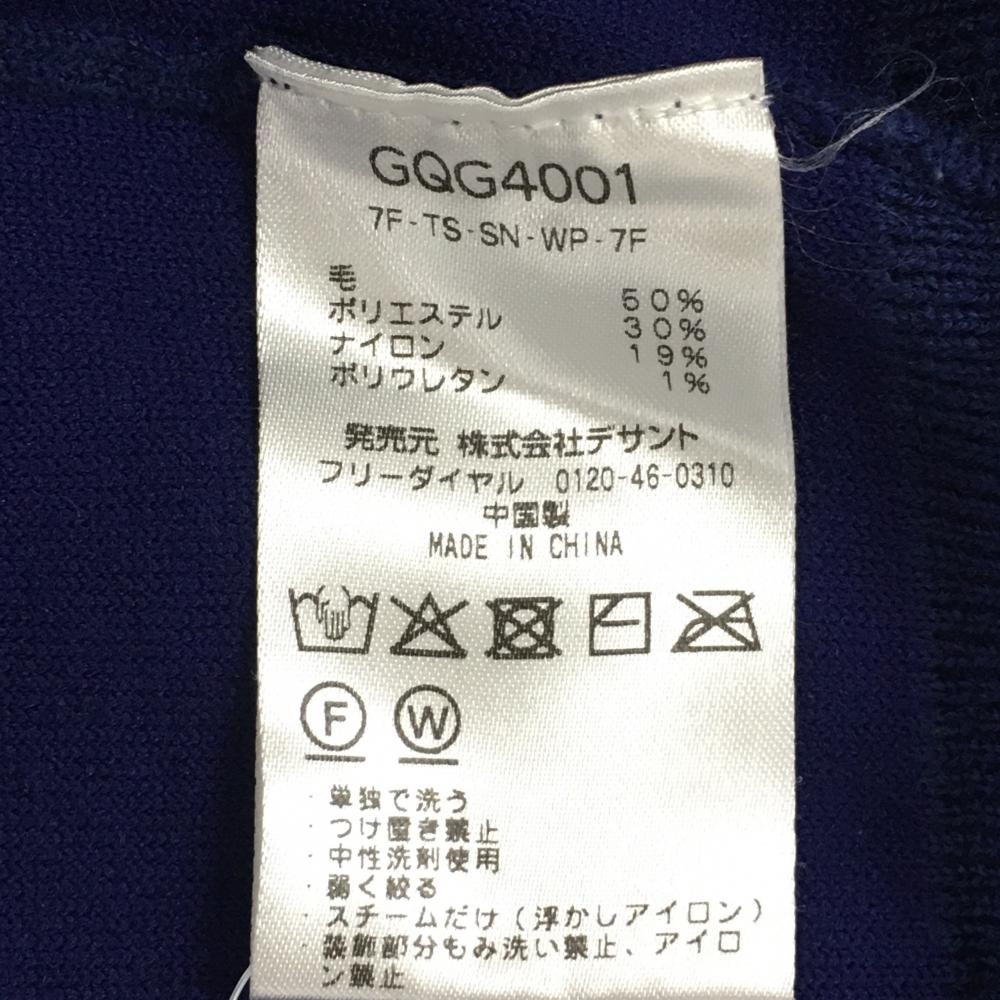 GQG4001
7F-TS-SN-WP-7F
毛 50%
ポリエステル 30%
ナイロン 19%
ポリウレタン 1%
発売元 株式会社デサント
フリーダイヤル 0120-46-0310
中国製
MADE IN CHINA
F W
・単独で洗う
・つけ置き禁止
・中性洗剤使用
・弱く絞る
・スチームだけ(浮かしアイロン)
・装飾部分もみ洗い禁止、アイロ
ン禁止